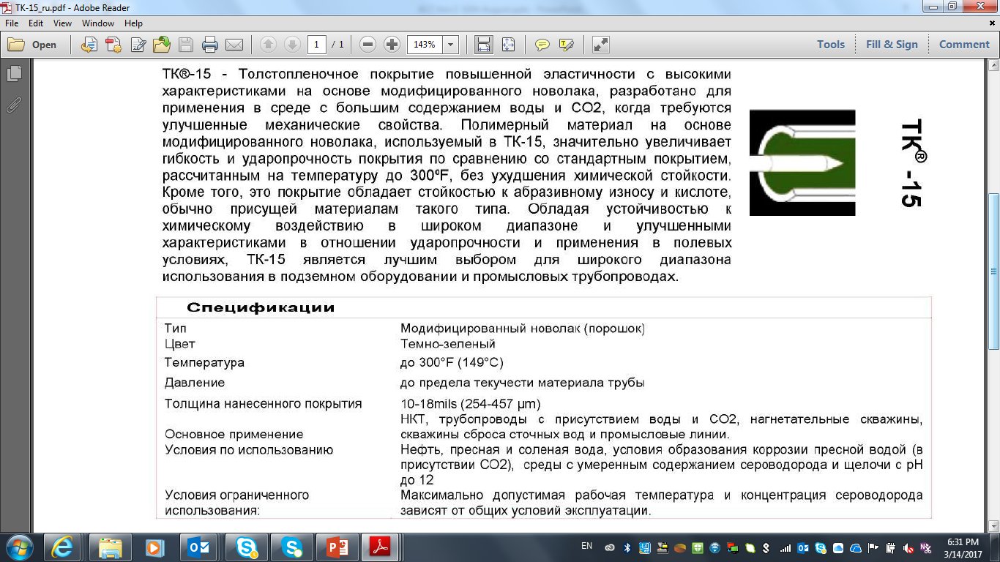 TK-15_ru.pdf - Adobe Reader
File Edit View Window Help
Open 1 / 1 143% Tools Fill & Sign Comment
ТК®-15 - Толстопленочное покрытие повышенной эластичности с высокими
характеристиками на основе модифицированного новолака, разработано для
применения в среде с большим содержанием воды и СО2, когда требуются
улучшенные механические свойства. Полимерный материал на основе
модифицированного новолака, используемый в ТК-15, значительно увеличивает
гибкость и ударопрочность покрытия по сравнению со стандартным покрытием,
рассчитанным на температуру до 300ºF, без ухудшения химической стойкости.
Кроме того, это покрытие обладает стойкостью к абразивному износу и кислоте,
обычно присущей материалам такого типа. Обладая устойчивостью к
химическому воздействию в широком диапазоне и улучшенными
характеристиками в отношении ударопрочности и применения в полевых
условиях, ТК-15 является лучшим выбором для широкого диапазона
использования в подземном оборудовании и промысловых трубопроводах.
ТК® -15
Спецификации
Тип Модифицированный новолак (порошок)
Цвет Темно-зеленый
Температура до 300°F (149°C)
Давление до предела текучести материала трубы
Толщина нанесенного покрытия 10-18mils (254-457 µm)
НКТ, трубопроводы с присутствием воды и СО2, нагнетательные скважины,
Основное применение скважины сброса сточных вод и промысловые линии.
Условия по использованию Нефть, пресная и соленая вода, условия образования коррозии пресной водой (в
присутствии СО2), среды с умеренным содержанием сероводорода и щелочи с рН
до 12
Условия ограниченного Максимально допустимая рабочая температура и концентрация сероводорода
использования: зависят от общих условий эксплуатации.
EN 6:31 PM
3/14/2017